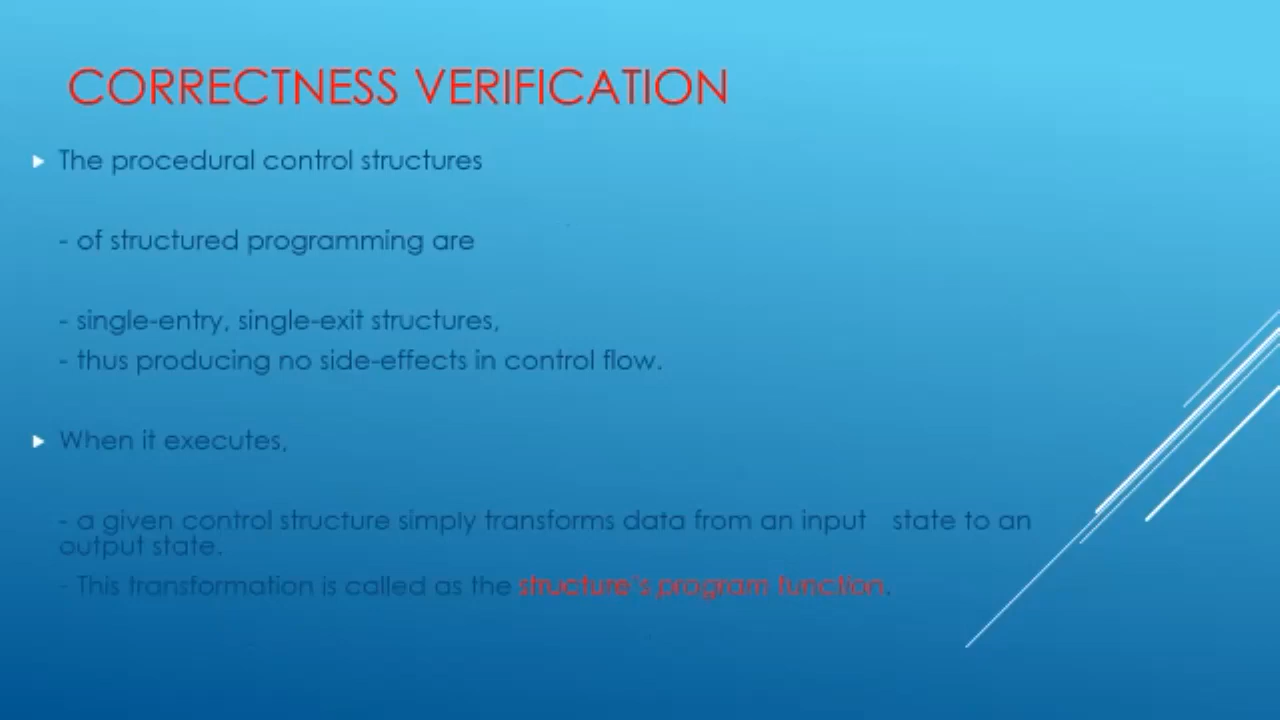 CORRECTNESS VERIFICATION
The procedural control structures
- of structured programming are
- single-entry, single-exit structures,
- thus producing no side-effects in control flow.
When it executes,
- a given control structure simply transforms data from an input state to an
output state.
- This transformation is called as the structure's program function.